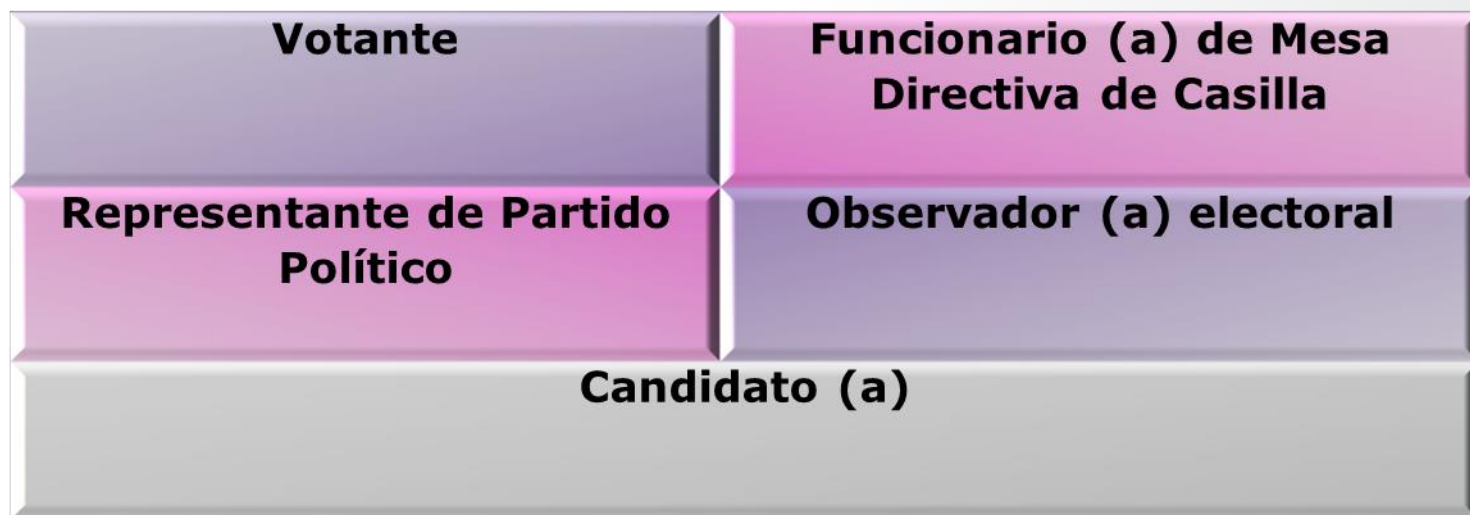 Votante
Funcionario (a) de Mesa
Directiva de Casilla
Representante de Partido
Político
Observador (a) electoral
Candidato (a)